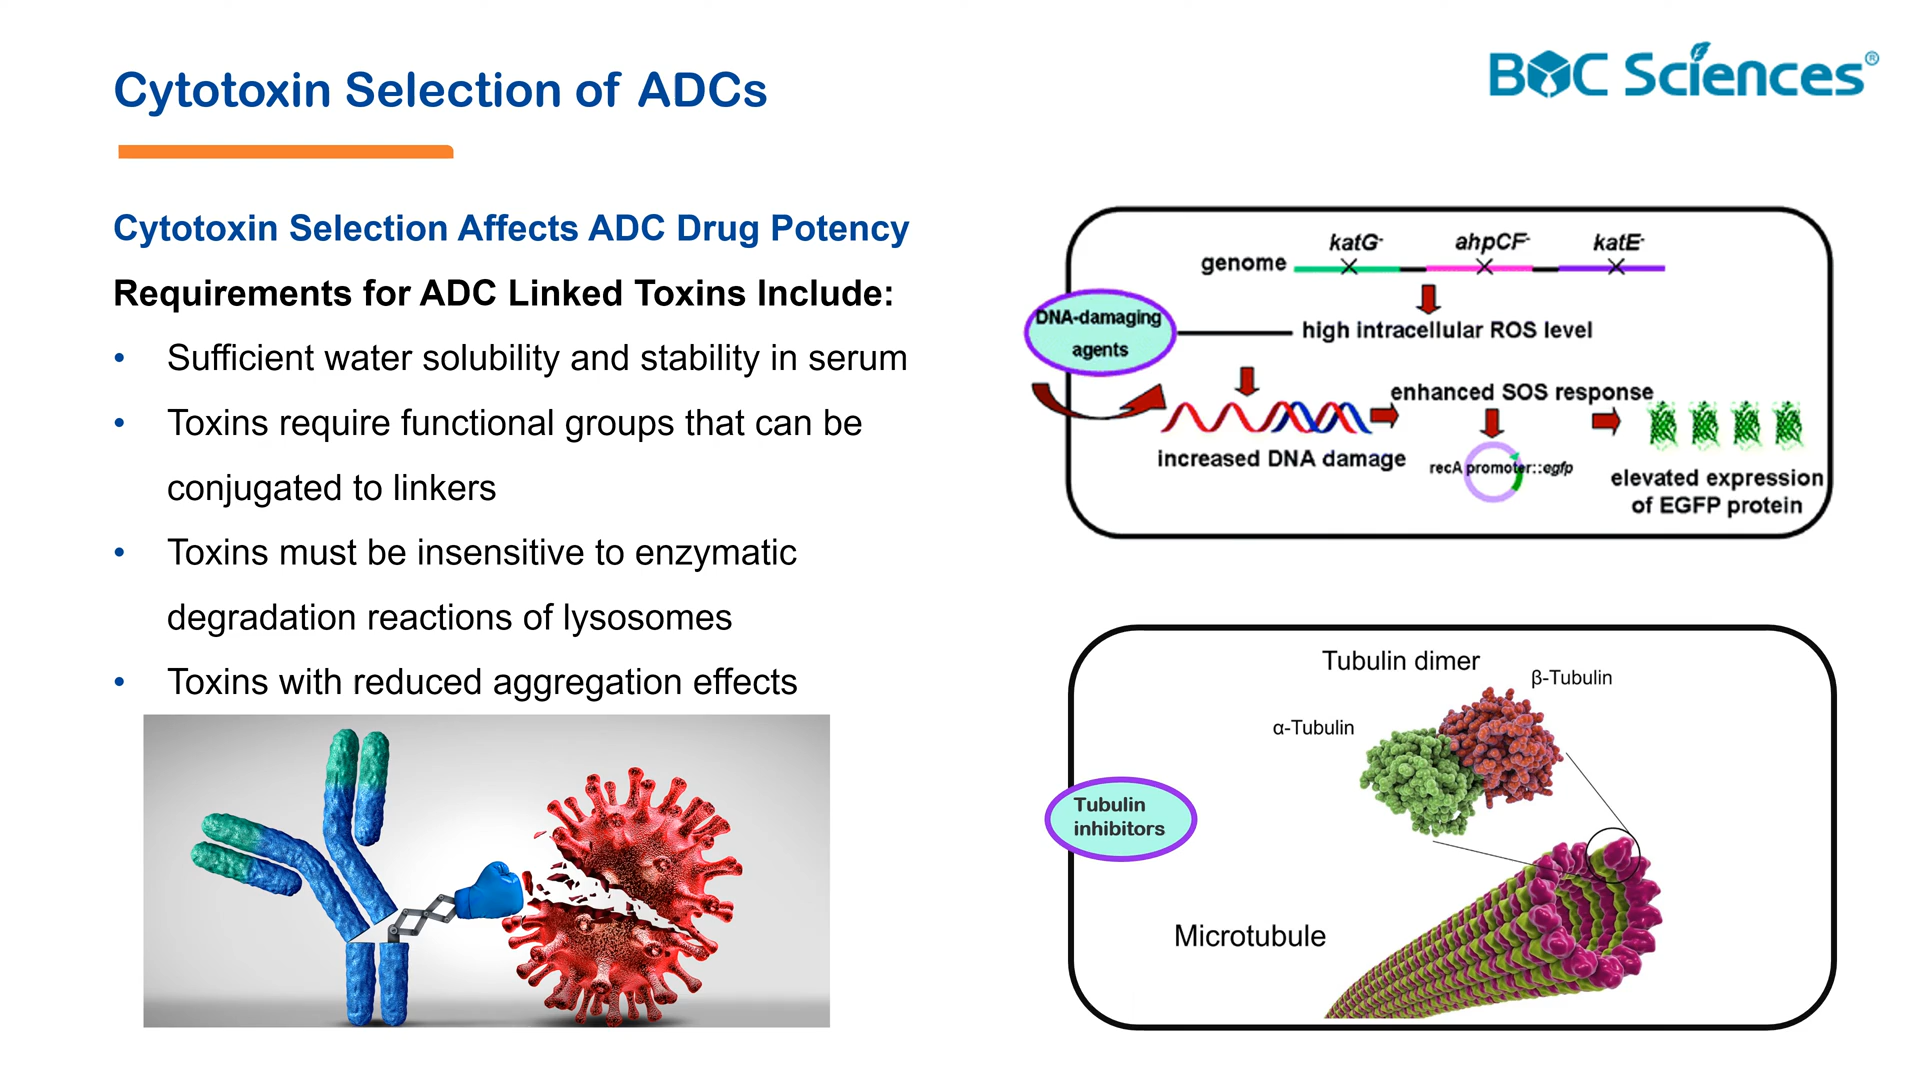 Cytotoxin Selection of ADCs
BOC Sciences®
Cytotoxin Selection Affects ADC Drug Potency
Requirements for ADC Linked Toxins Include:
• Sufficient water solubility and stability in serum
• Toxins require functional groups that can be
conjugated to linkers
• Toxins must be insensitive to enzymatic
degradation reactions of lysosomes
• Toxins with reduced aggregation effects
katG- ahpCF- katE-
genome
DNA-damaging
agents
high intracellular ROS level
enhanced SOS response
increased DNA damage
recA promoter::egfp
elevated expression
of EGFP protein
Tubulin dimer
β-Tubulin
α-Tubulin
Tubulin
inhibitors
Microtubule